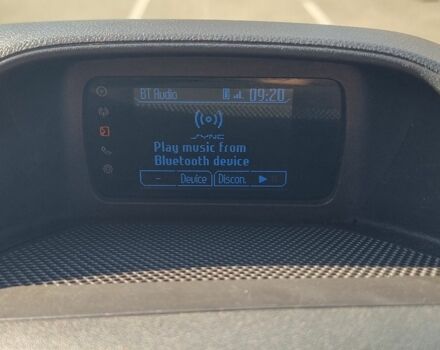 BT Audio 09:20
SYNC
Play music from
Bluetooth device
- Device Discon.